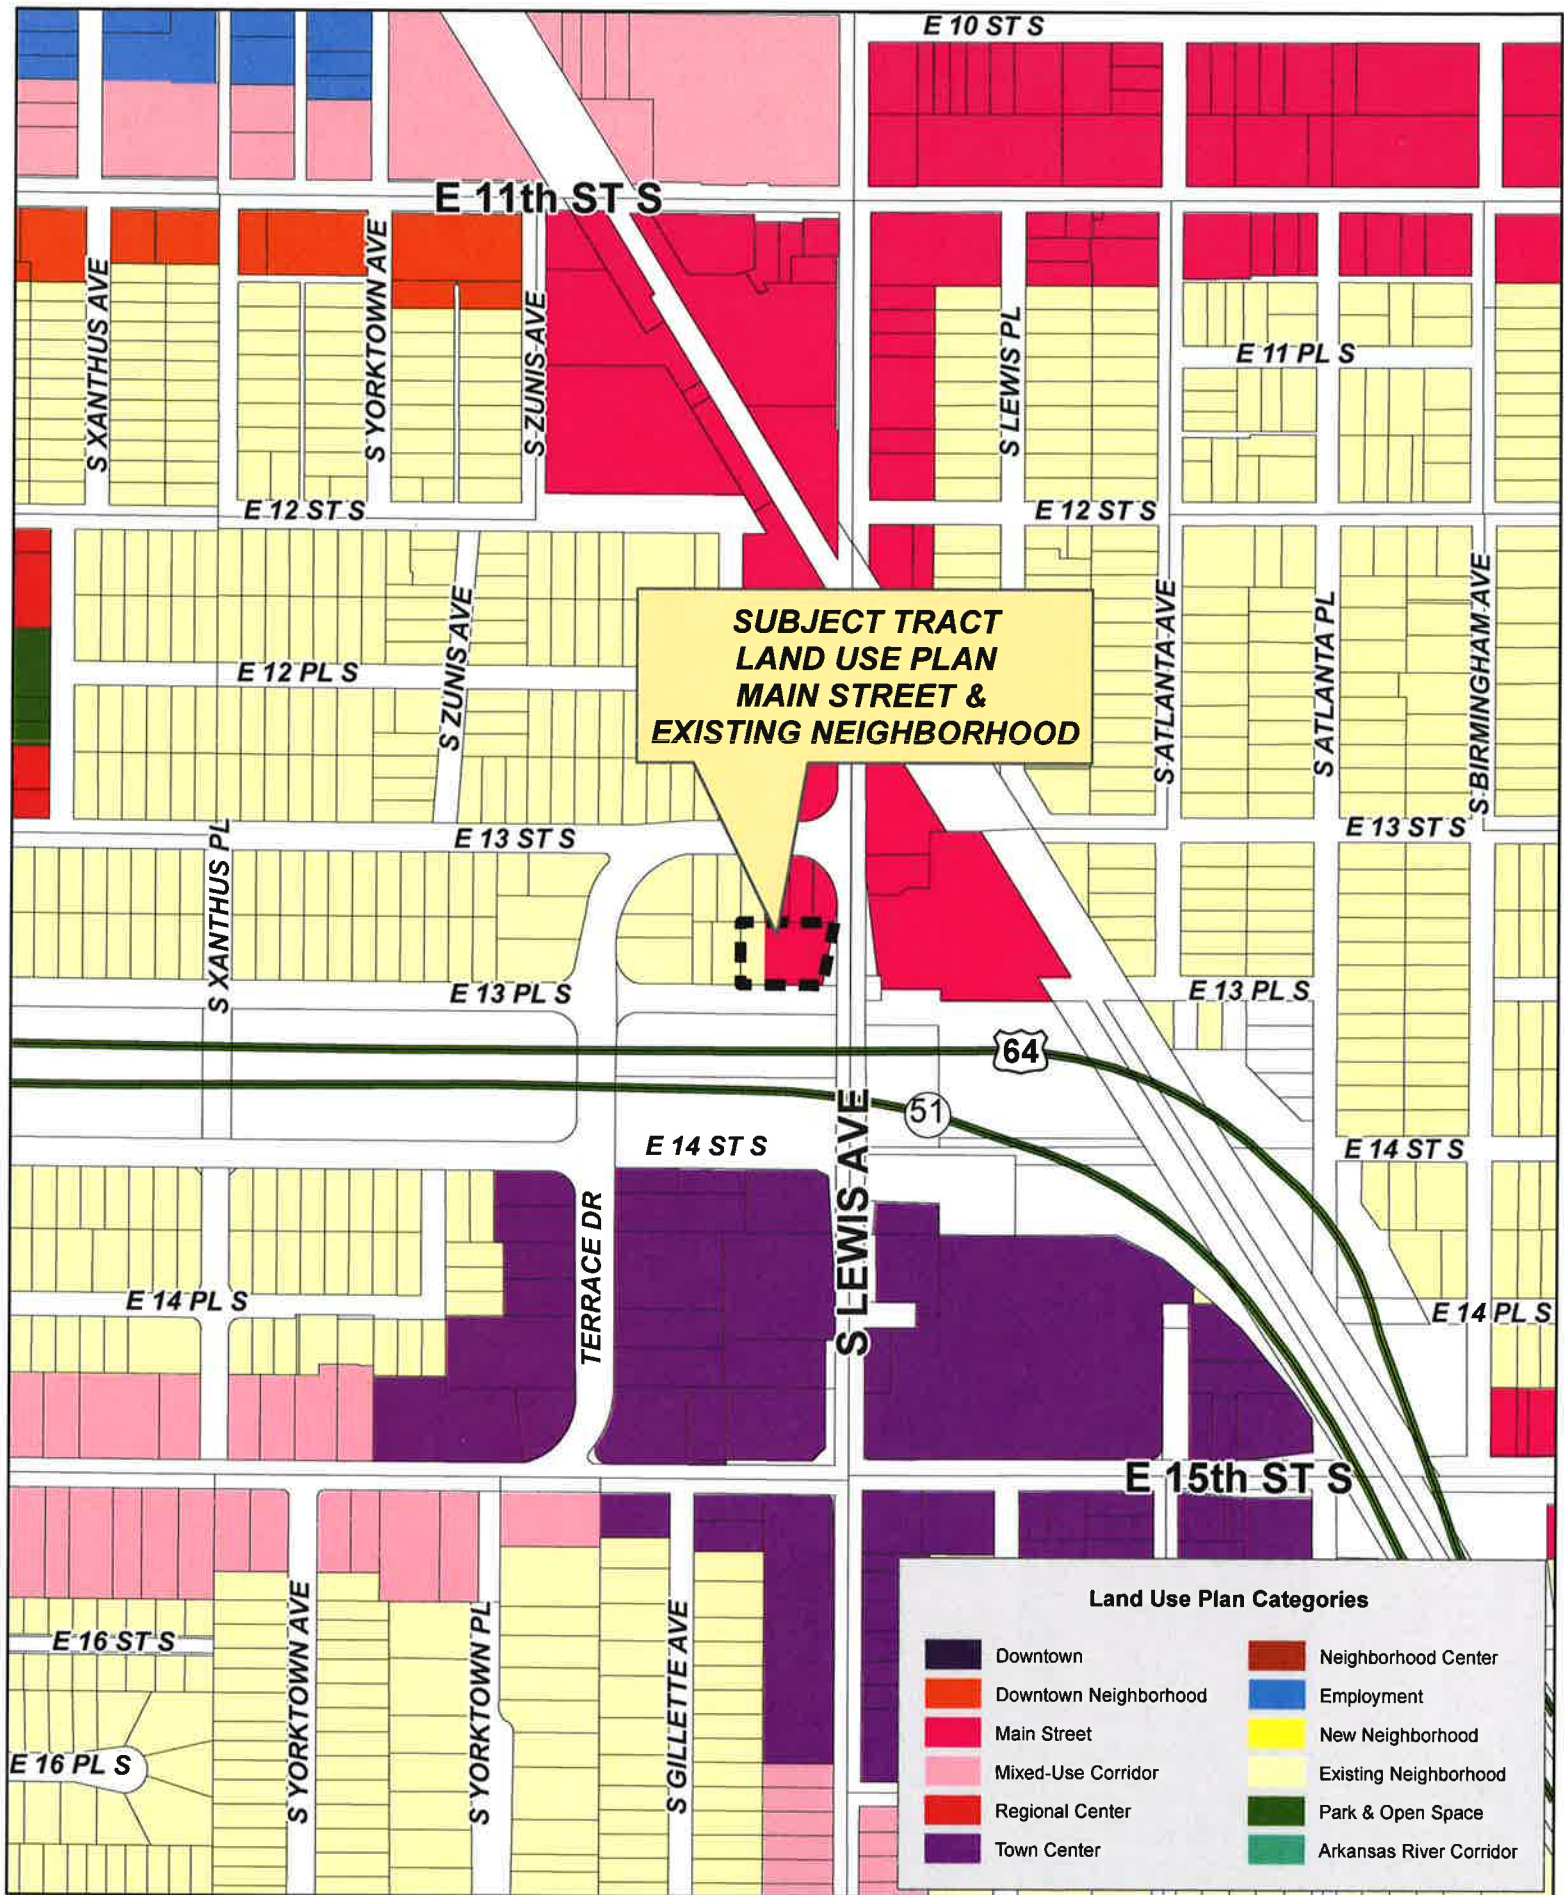 E 10 ST S
E 11th ST S
S XANTHUS AVE
S YORKTOWN AVE
S ZUNIS AVE
S LEWIS PL
E 11 PL S
E 12 ST S
E 12 ST S
SUBJECT TRACT
LAND USE PLAN
MAIN STREET &
EXISTING NEIGHBORHOOD
S ZUNIS AVE
S ATLANTA AVE
S ATLANTA PL
S BIRMINGHAM AVE
E 12 PL S
E 13 ST S
E 13 ST S
S XANTHUS PL
E 13 PL S
E 13 PL S
64
51
E 14 ST S
E 14 ST S
S LEWIS AVE
TERRACE DR
E 14 PL S
E 14 PL S
E 15th ST S
S YORKTOWN AVE
S YORKTOWN PL
S GILLETTE AVE
E 16 ST S
E 16 PL S
Land Use Plan Categories
Downtown
Downtown Neighborhood
Main Street
Mixed-Use Corridor
Regional Center
Town Center
Neighborhood Center
Employment
New Neighborhood
Existing Neighborhood
Park & Open Space
Arkansas River Corridor